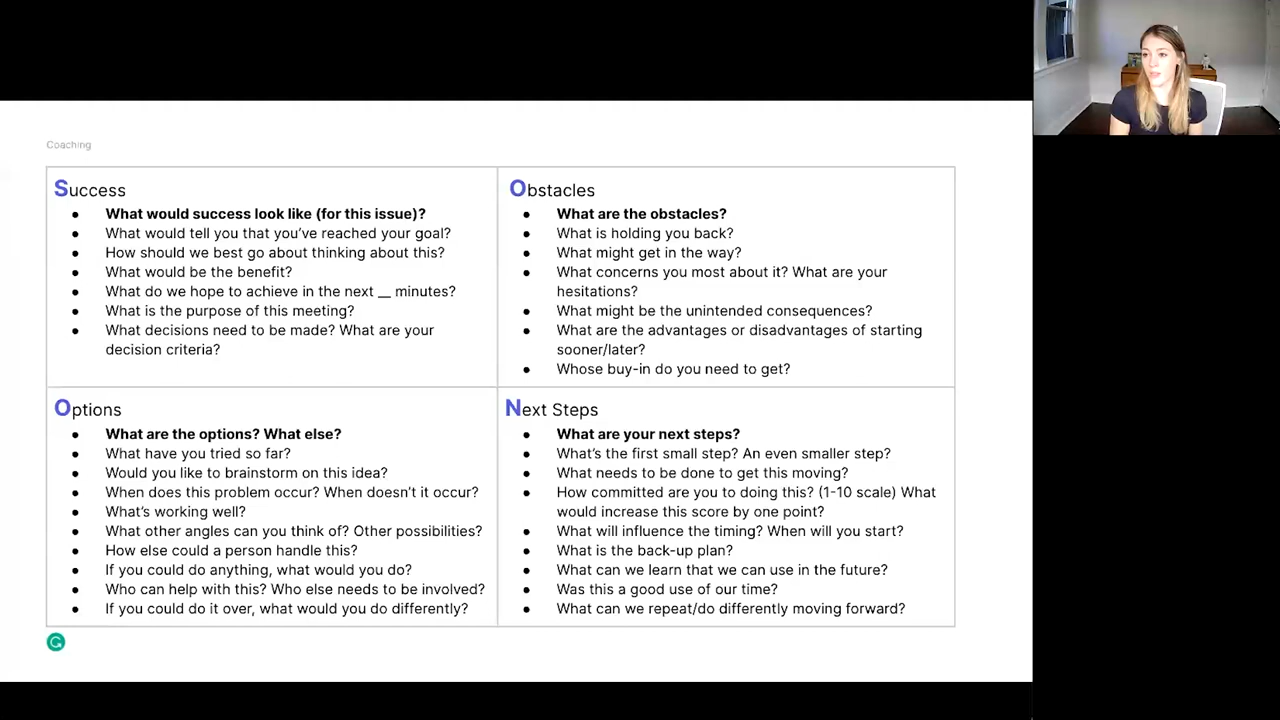 Coaching
Success
● What would success look like (for this issue)?
● What would tell you that you’ve reached your goal?
● How should we best go about thinking about this?
● What would be the benefit?
● What do we hope to achieve in the next __ minutes?
● What is the purpose of this meeting?
● What decisions need to be made? What are your
decision criteria?
Obstacles
● What are the obstacles?
● What is holding you back?
● What might get in the way?
● What concerns you most about it? What are your
hesitations?
● What might be the unintended consequences?
● What are the advantages or disadvantages of starting
sooner/later?
● Whose buy-in do you need to get?
Options
● What are the options? What else?
● What have you tried so far?
● Would you like to brainstorm on this idea?
● When does this problem occur? When doesn’t it occur?
● What’s working well?
● What other angles can you think of? Other possibilities?
● How else could a person handle this?
● If you could do anything, what would you do?
● Who can help with this? Who else needs to be involved?
● If you could do it over, what would you do differently?
Next Steps
● What are your next steps?
● What’s the first small step? An even smaller step?
● What needs to be done to get this moving?
● How committed are you to doing this? (1-10 scale) What
would increase this score by one point?
● What will influence the timing? When will you start?
● What is the back-up plan?
● What can we learn that we can use in the future?
● Was this a good use of our time?
● What can we repeat/do differently moving forward?